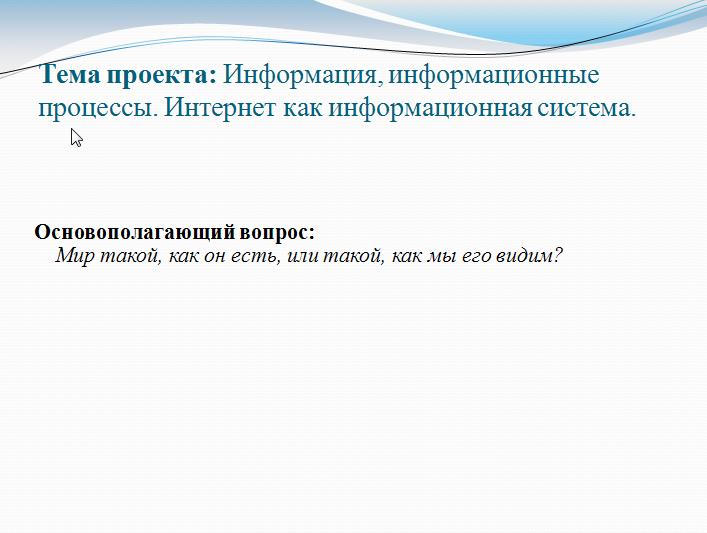 Тема проекта: Информация, информационные
процессы. Интернет как информационная система.
Основополагающий вопрос:
Мир такой, как он есть, или такой, как мы его видим?